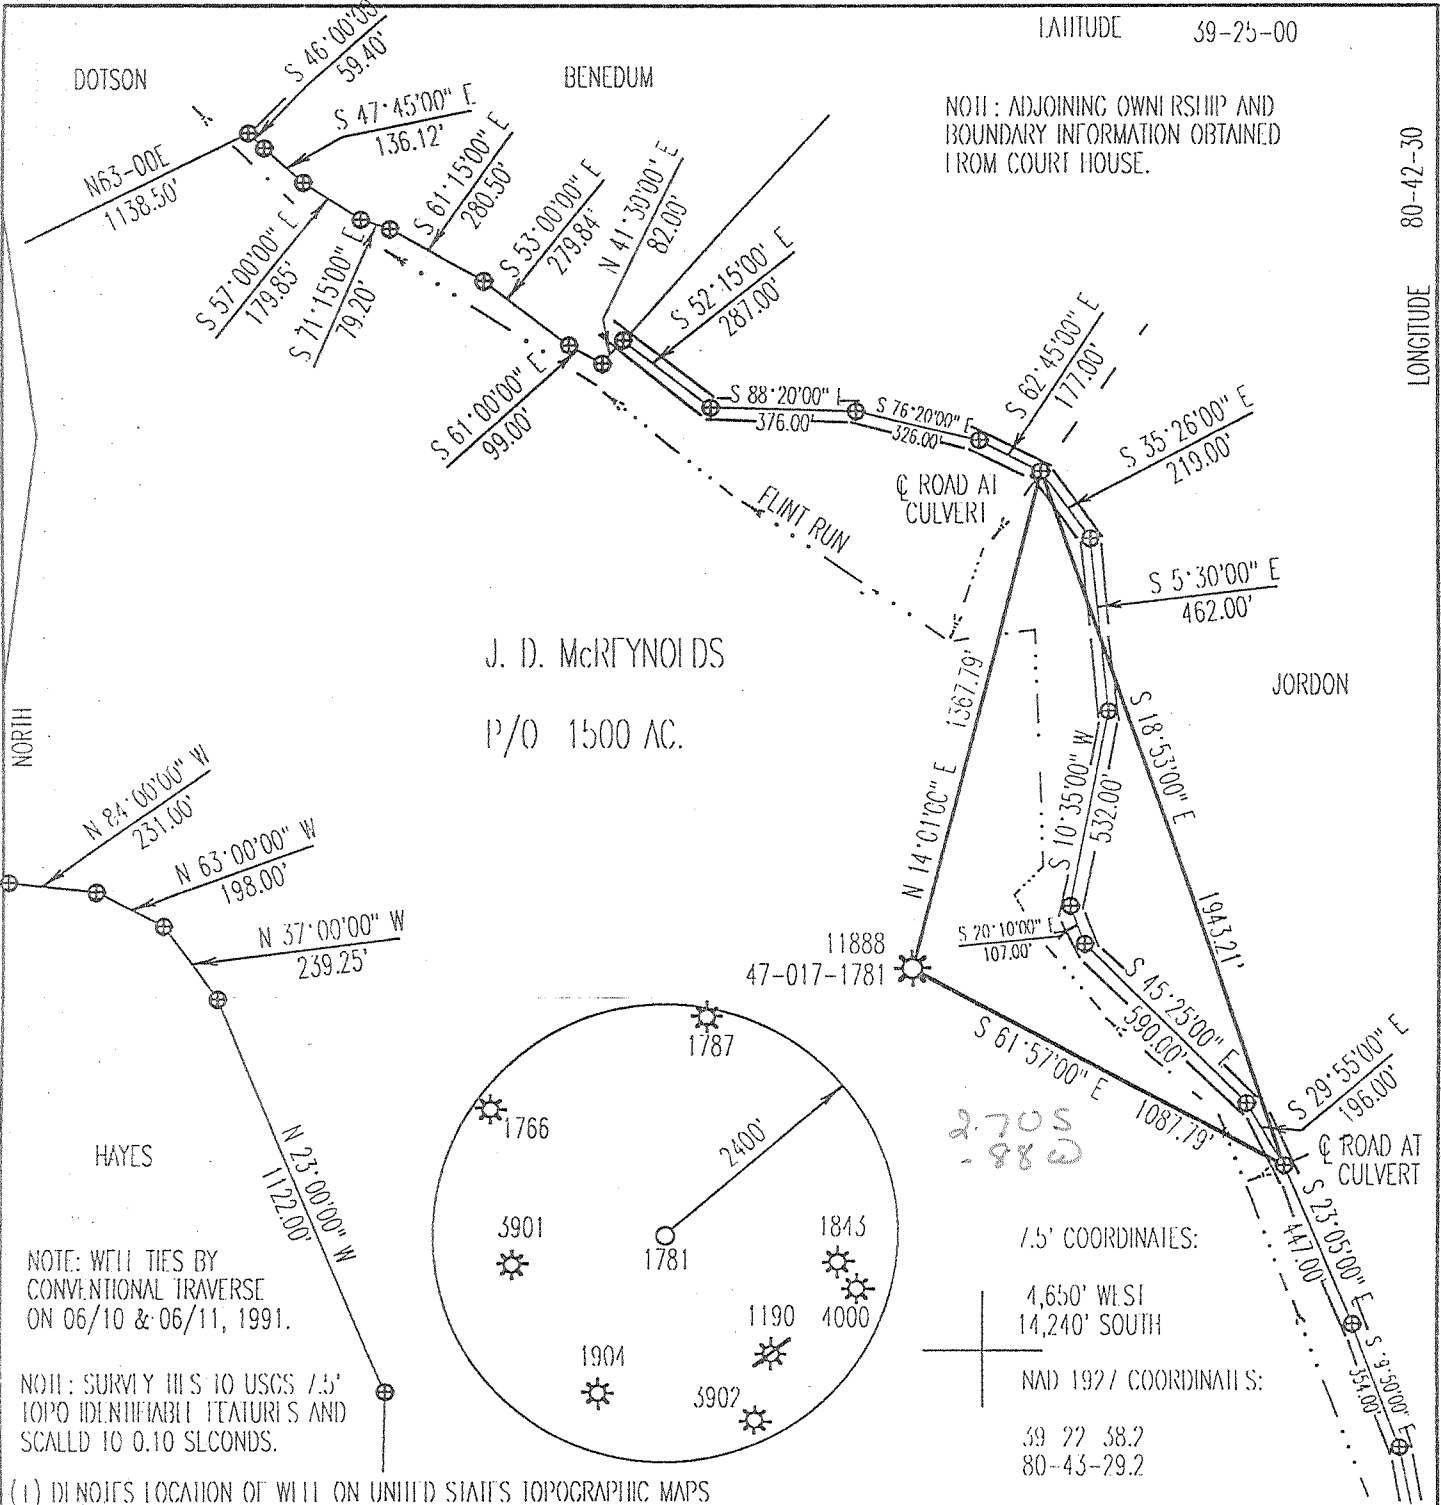 LATITUDE 39-25-00
DOTSON
BENEDUM
S 46°00'00"
59.40'
S 47°45'00" E
136.12'
NOTE: ADJOINING OWNERSHIP AND
BOUNDARY INFORMATION OBTAINED
FROM COURT HOUSE.
LONGITUDE 80-42-30
N63-00E
1138.50'
S 61°15'00" E
280.50'
S 53°00'00" E
279.84'
N 41°30'00" E
82.00'
S 57°00'00" E
179.85'
S 71°15'00" E
79.20'
S 52°15'00" E
287.00'
S 61°00'00" E
99.00'
S 88°20'00" E
376.00'
S 76°20'00" E
326.00'
S 62°45'00" E
177.00'
S 35°26'00" E
219.00'
℄ ROAD AT
CULVERT
FLINT RUN
S 5°30'00" E
462.00'
J. D. McREYNOLDS
P/O 1500 AC.
JORDON
NORTH
N 14°01'00" E
1367.79'
S 18°53'00" E
1943.21'
S 10°35'00" W
532.00'
N 84°00'00" W
231.00'
N 63°00'00" W
198.00'
N 37°00'00" W
239.25'
11888
47-017-1781
S 20°10'00" E
107.00'
S 45°25'00" E
590.00'
S 61°57'00" E
1087.79'
S 29°55'00" E
196.00'
℄ ROAD AT
CULVERT
1787
1766
2400'
2.70S
.88W
HAYES
N 23°00'00" W
1122.00'
3901
1781
1843
4000
1190
1904
3902
S 23°05'00" E
447.00'
7.5' COORDINATES:
4,650' WEST
14,240' SOUTH
NAD 1927 COORDINATES:
39 22 38.2
80-43-29.2
9°50'00" E
354.00'
NOTE: WELL TIES BY
CONVENTIONAL TRAVERSE
ON 06/10 & 06/11, 1991.
NOTE: SURVEY TIES TO USGS 7.5'
TOPO IDENTIFIABLE FEATURES AND
SCALED TO 0.10 SECONDS.
(+) DENOTES LOCATION OF WELL ON UNITED STATES TOPOGRAPHIC MAPS